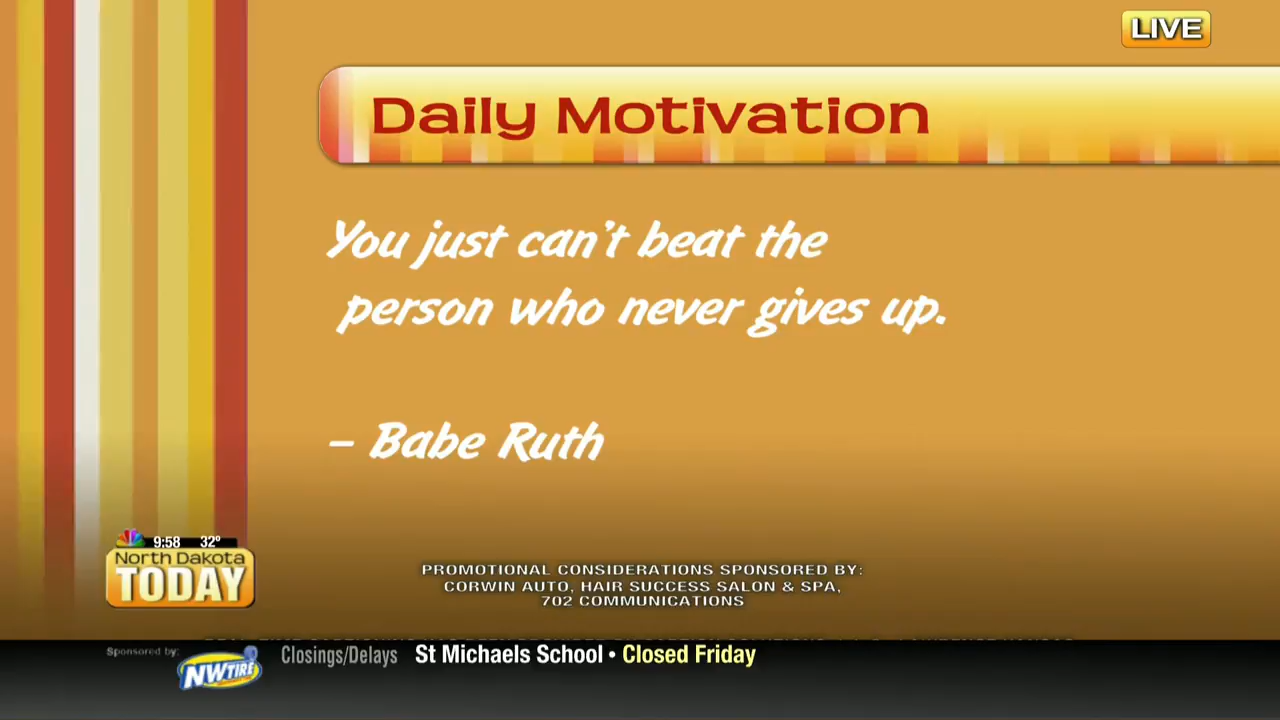 LIVE
Daily Motivation
You just can't beat the
person who never gives up.
– Babe Ruth
9:58 32°
North Dakota
TODAY
PROMOTIONAL CONSIDERATIONS SPONSORED BY:
CORWIN AUTO, HAIR SUCCESS SALON & SPA,
702 COMMUNICATIONS
Sponsored by:
NWTIRE
Closings/Delays St Michaels School • Closed Friday